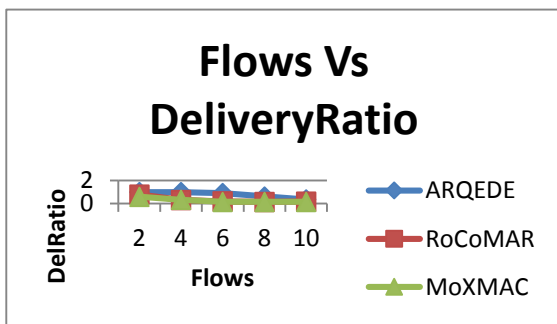 Flows Vs
DeliveryRatio
DelRatio
2
0
2 4 6 8 10
Flows
ARQEDE
RoCoMAR
MoXMAC